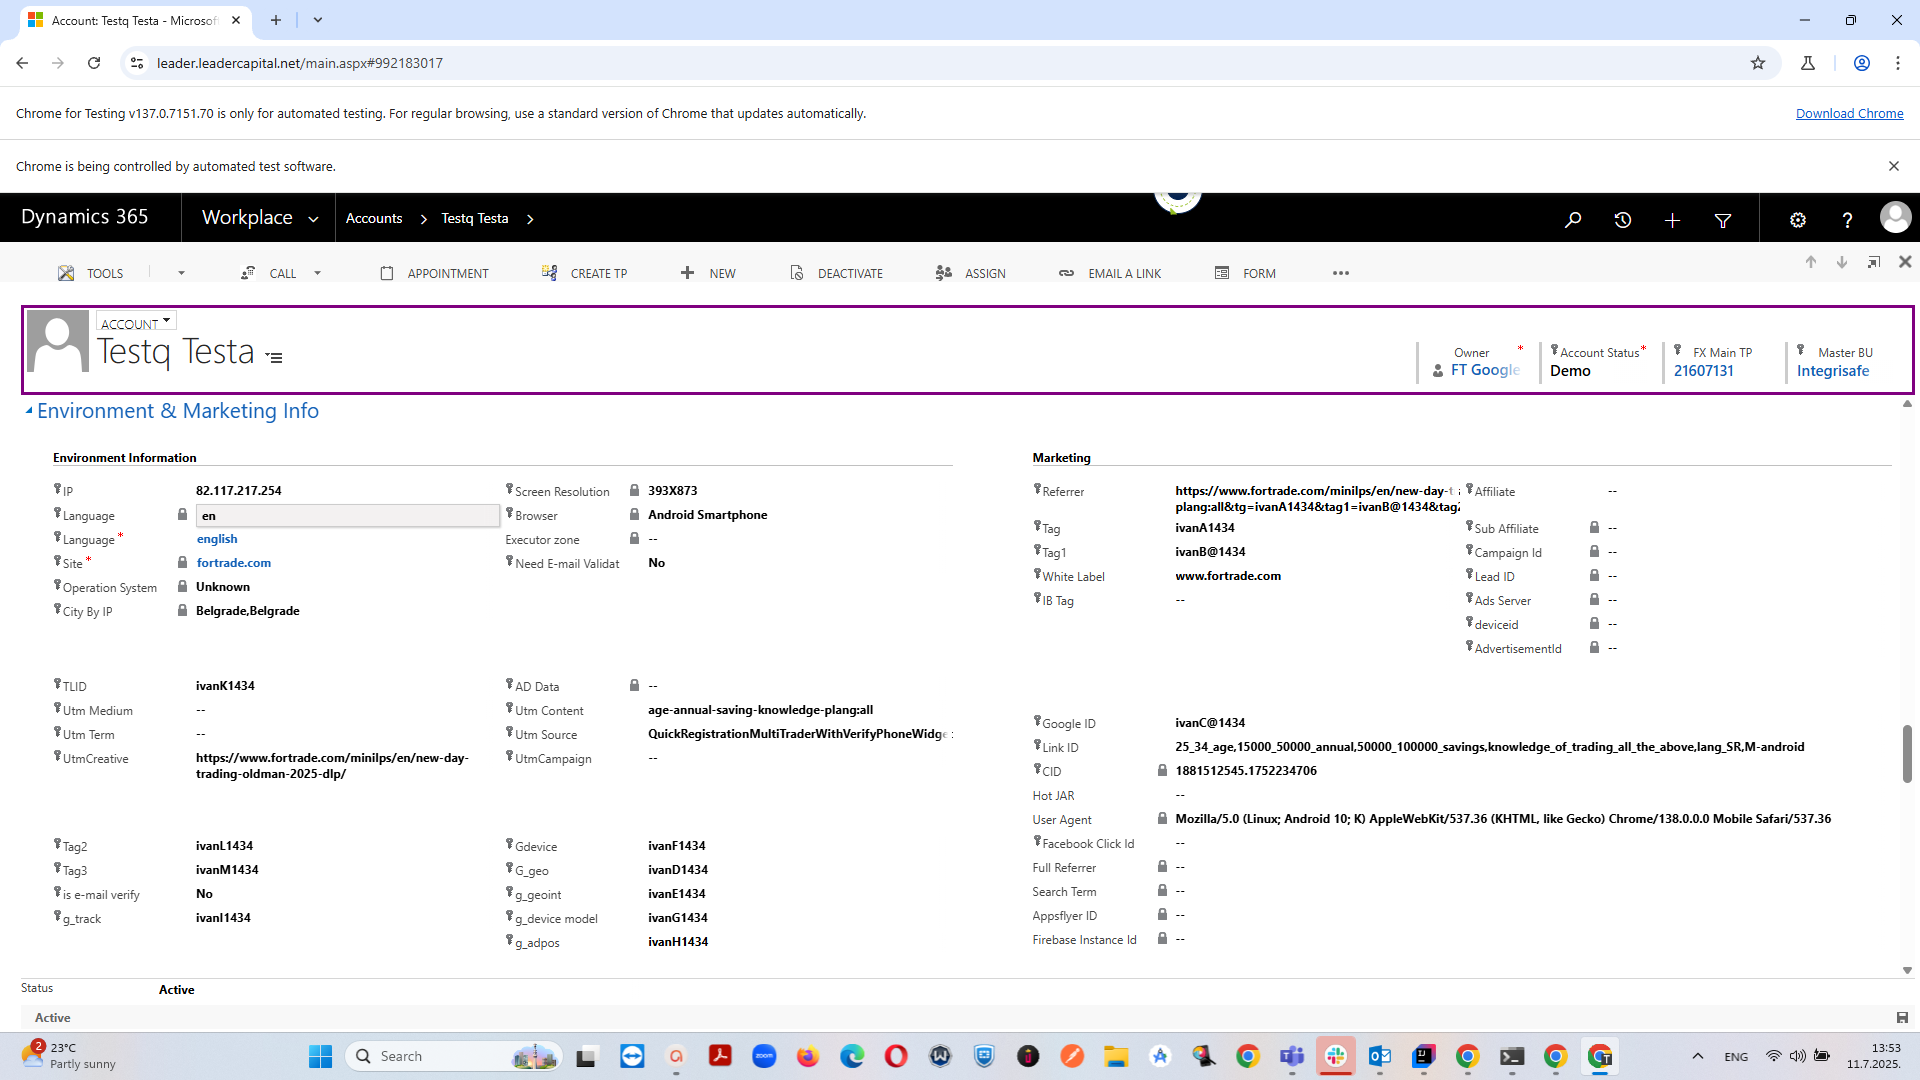 Account: Testq Testa - Microsof
leader.leadercapital.net/main.aspx#992183017
Chrome for Testing v137.0.7151.70 is only for automated testing. For regular browsing, use a standard version of Chrome that updates automatically.
Download Chrome
Chrome is being controlled by automated test software.
Dynamics 365
Workplace
Accounts
Testq Testa
TOOLS
CALL
APPOINTMENT
CREATE TP
NEW
DEACTIVATE
ASSIGN
EMAIL A LINK
FORM
ACCOUNT
Testq Testa
Owner *
FT Google
Account Status *
Demo
FX Main TP
21607131
Master BU
Integrisafe
Environment & Marketing Info
Environment Information
IP 82.117.217.254
Language en
Language * english
Site * fortrade.com
Operation System Unknown
City By IP Belgrade,Belgrade
Screen Resolution 393X873
Browser Android Smartphone
Executor zone --
Need E-mail Validat No
TLID ivanK1434
Utm Medium --
Utm Term --
UtmCreative https://www.fortrade.com/minilps/en/new-day-
trading-oldman-2025-dlp/
AD Data --
Utm Content age-annual-saving-knowledge-plang:all
Utm Source QuickRegistrationMultiTraderWithVerifyPhoneWidge
UtmCampaign --
Tag2 ivanL1434
Tag3 ivanM1434
is e-mail verify No
g_track ivanI1434
Gdevice ivanF1434
G_geo ivanD1434
g_geoint ivanE1434
g_device model ivanG1434
g_adpos ivanH1434
Marketing
Referrer https://www.fortrade.com/minilps/en/new-day-t
plang:all&tg=ivanA1434&tag1=ivanB@1434&tag2
Tag ivanA1434
Tag1 ivanB@1434
White Label www.fortrade.com
IB Tag --
Affiliate --
Sub Affiliate --
Campaign Id --
Lead ID --
Ads Server --
deviceid --
AdvertisementId --
Google ID ivanC@1434
Link ID 25_34_age,15000_50000_annual,50000_100000_savings,knowledge_of_trading_all_the_above,lang_SR,M-android
CID 1881512545.1752234706
Hot JAR --
User Agent Mozilla/5.0 (Linux; Android 10; K) AppleWebKit/537.36 (KHTML, like Gecko) Chrome/138.0.0.0 Mobile Safari/537.36
Facebook Click Id --
Full Referrer --
Search Term --
Appsflyer ID --
Firebase Instance Id --
Status Active
Active
2
23°C
Partly sunny
Search
zoom
ENG
13:53
11.7.2025.